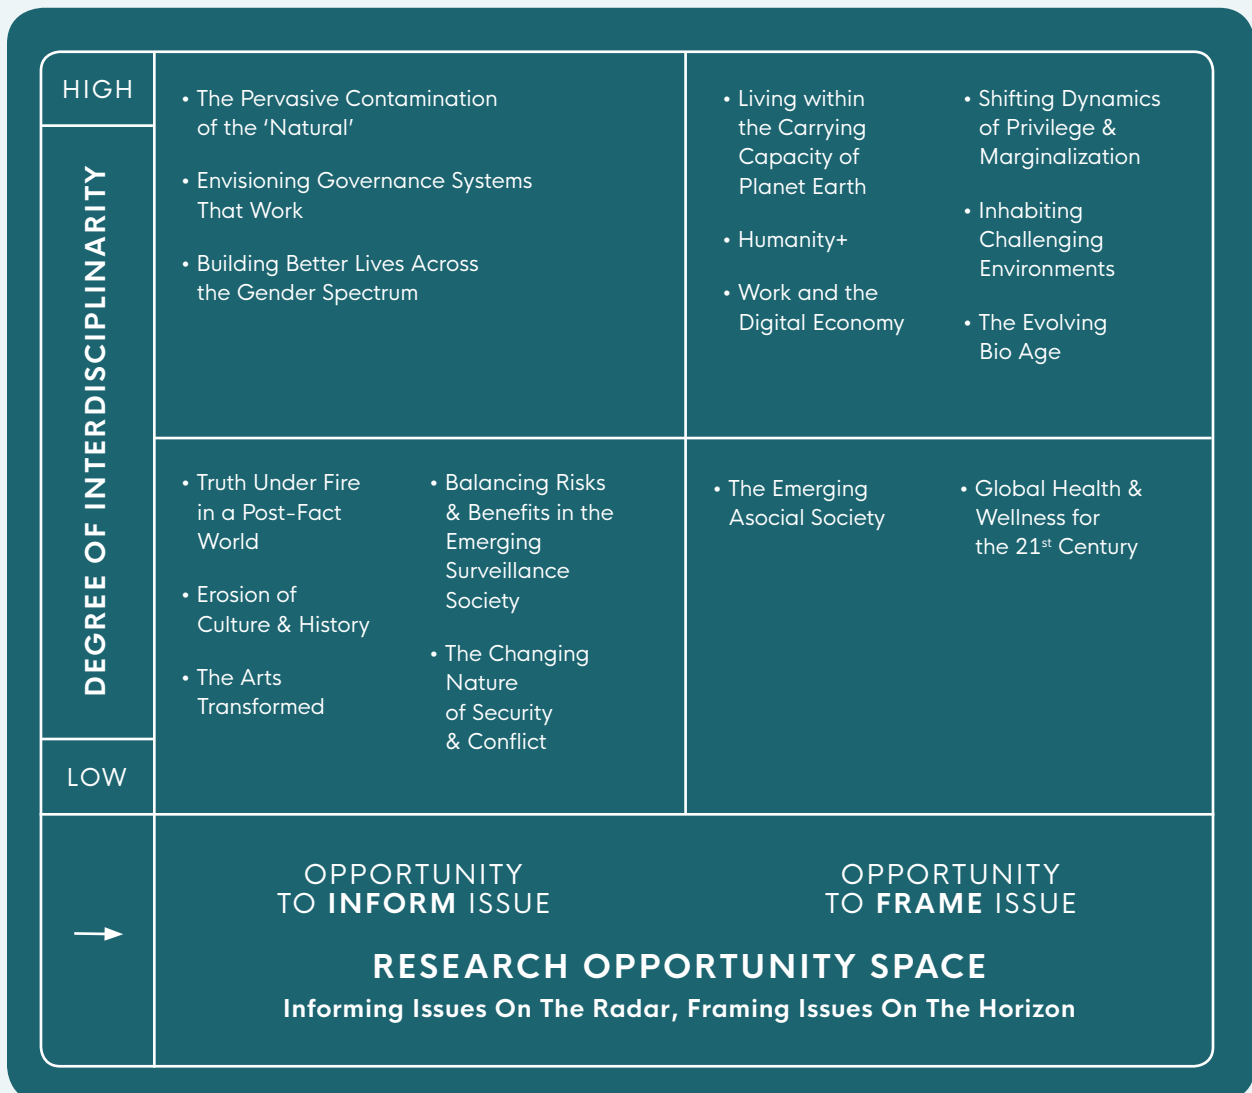 HIGH
DEGREE OF INTERDISCIPLINARITY
LOW
• The Pervasive Contamination
of the ‘Natural’
• Envisioning Governance Systems
That Work
• Building Better Lives Across
the Gender Spectrum
• Living within
the Carrying
Capacity of
Planet Earth
• Humanity+
• Work and the
Digital Economy
• Shifting Dynamics
of Privilege &
Marginalization
• Inhabiting
Challenging
Environments
• The Evolving
Bio Age
• Truth Under Fire
in a Post-Fact
World
• Erosion of
Culture & History
• The Arts
Transformed
• Balancing Risks
& Benefits in the
Emerging
Surveillance
Society
• The Changing
Nature
of Security
& Conflict
• The Emerging
Asocial Society
• Global Health &
Wellness for
the 21st Century
OPPORTUNITY
TO INFORM ISSUE
OPPORTUNITY
TO FRAME ISSUE
RESEARCH OPPORTUNITY SPACE
Informing Issues On The Radar, Framing Issues On The Horizon